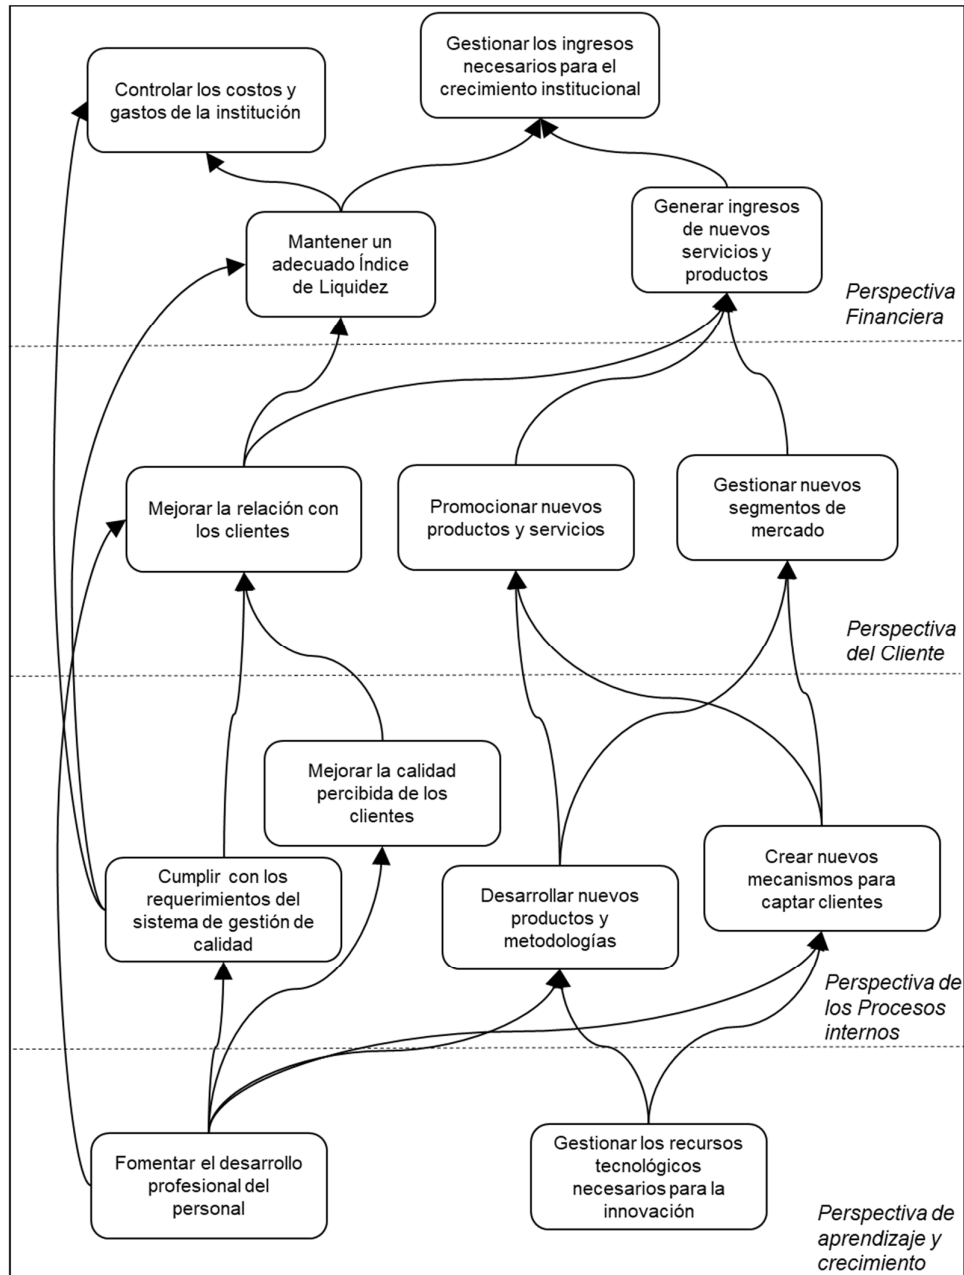 Gestionar los ingresos
necesarios para el
crecimiento institucional
Controlar los costos y
gastos de la institución
Generar ingresos
de nuevos
servicios y
productos
Mantener un
adecuado Índice
de Liquidez
Perspectiva
Financiera
Mejorar la relación con
los clientes
Promocionar nuevos
productos y servicios
Gestionar nuevos
segmentos de
mercado
Perspectiva
del Cliente
Mejorar la calidad
percibida de los
clientes
Cumplir con los
requerimientos del
sistema de gestión de
calidad
Desarrollar nuevos
productos y
metodologías
Crear nuevos
mecanismos para
captar clientes
Perspectiva de
los Procesos
internos
Fomentar el desarrollo
profesional del
personal
Gestionar los recursos
tecnológicos
necesarios para la
innovación
Perspectiva de
aprendizaje y
crecimiento